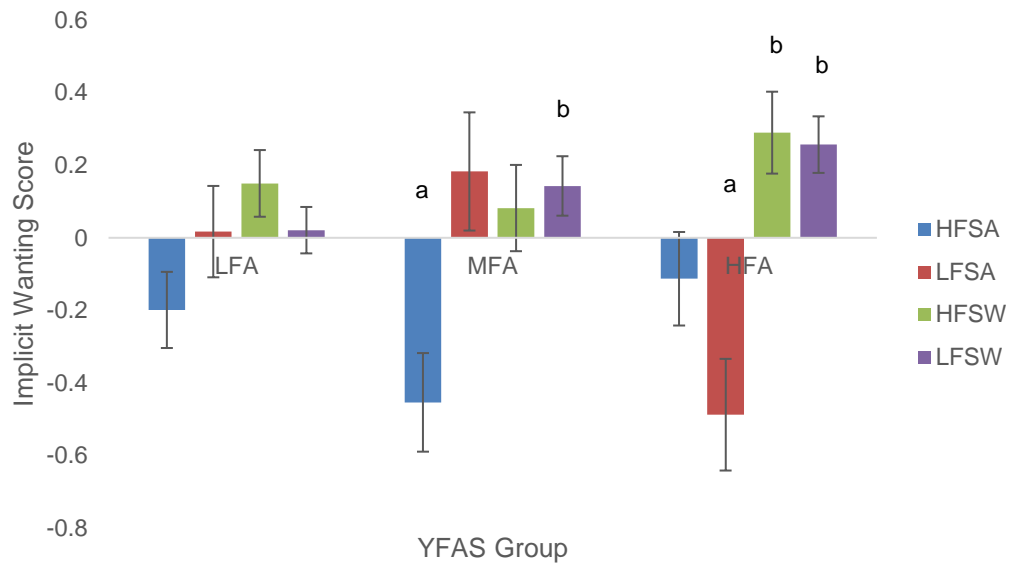 0.6
0.4
0.2
0
-0.2
-0.4
-0.6
-0.8
Implicit Wanting Score
a
b
a
b
b
LFA
MFA
HFA
YFAS Group
HFSA
LFSA
HFSW
LFSW